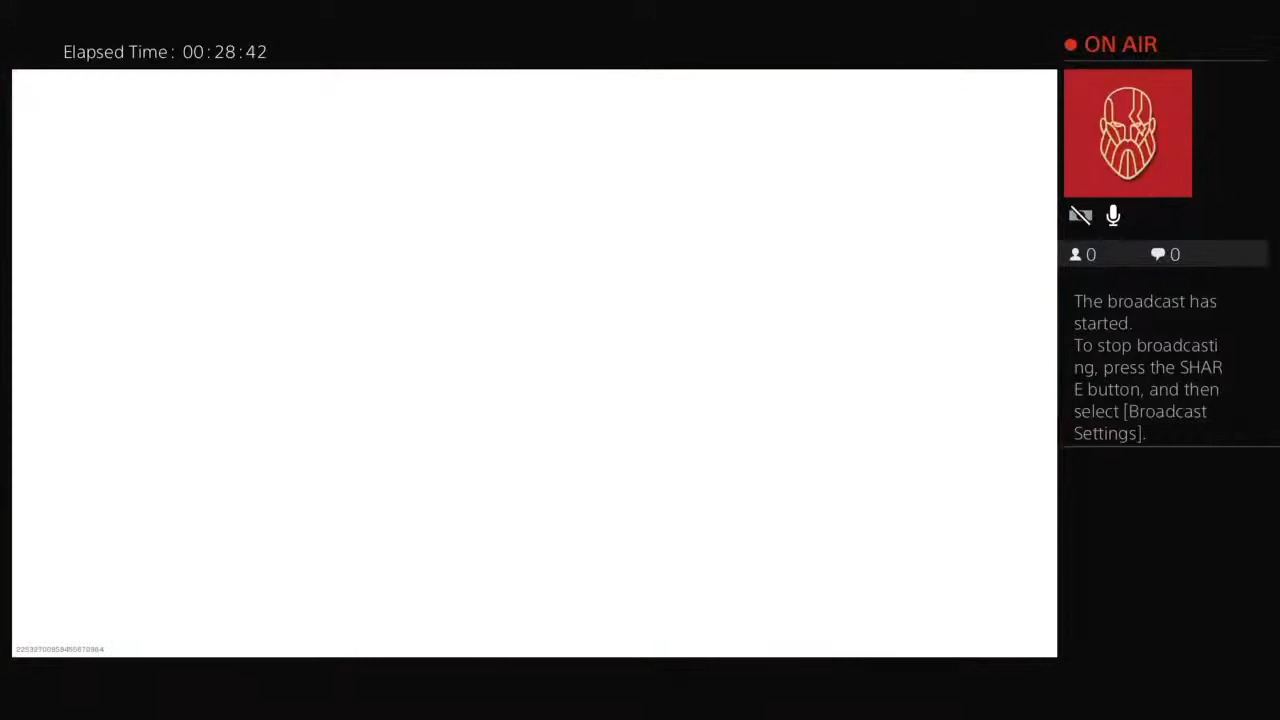 Elapsed Time: 00:28:42
ON AIR
0
0
The broadcast has
started.
To stop broadcasti
ng, press the SHAR
E button, and then
select [Broadcast
Settings].